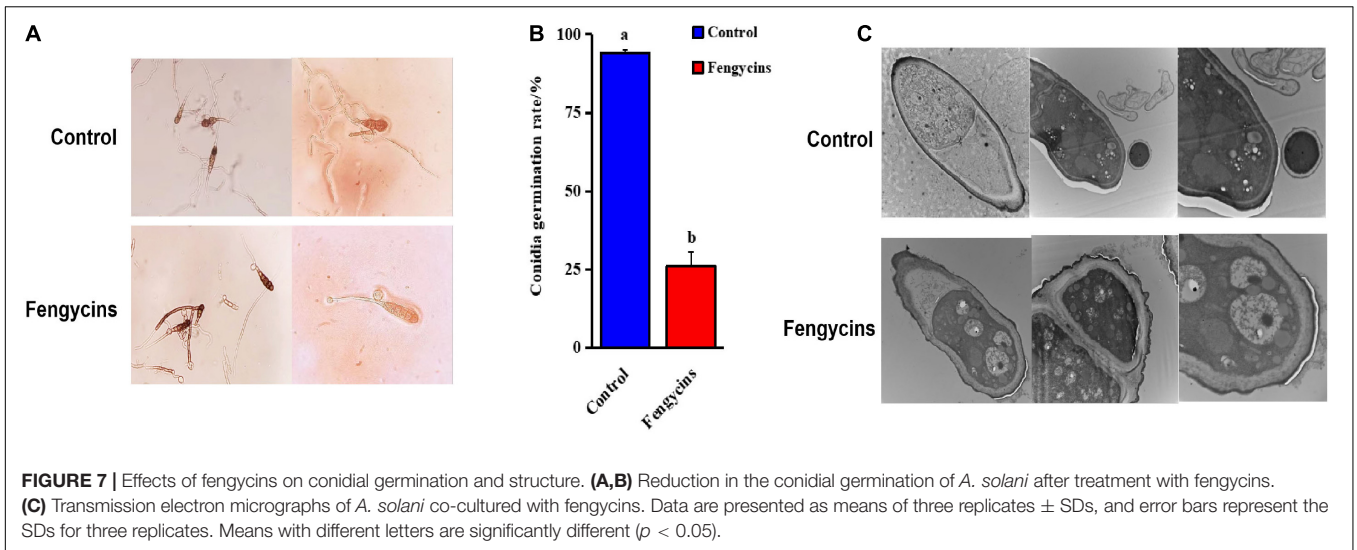 A
Control
Fengycins
B
Conidia germination rate/%
100
75
50
25
0
a
b
Control
Fengycins
Control
Fengycins
C
Control
Fengycins
FIGURE 7 | Effects of fengycins on conidial germination and structure. (A,B) Reduction in the conidial germination of A. solani after treatment with fengycins.
(C) Transmission electron micrographs of A. solani co-cultured with fengycins. Data are presented as means of three replicates ± SDs, and error bars represent the
SDs for three replicates. Means with different letters are significantly different (p < 0.05).